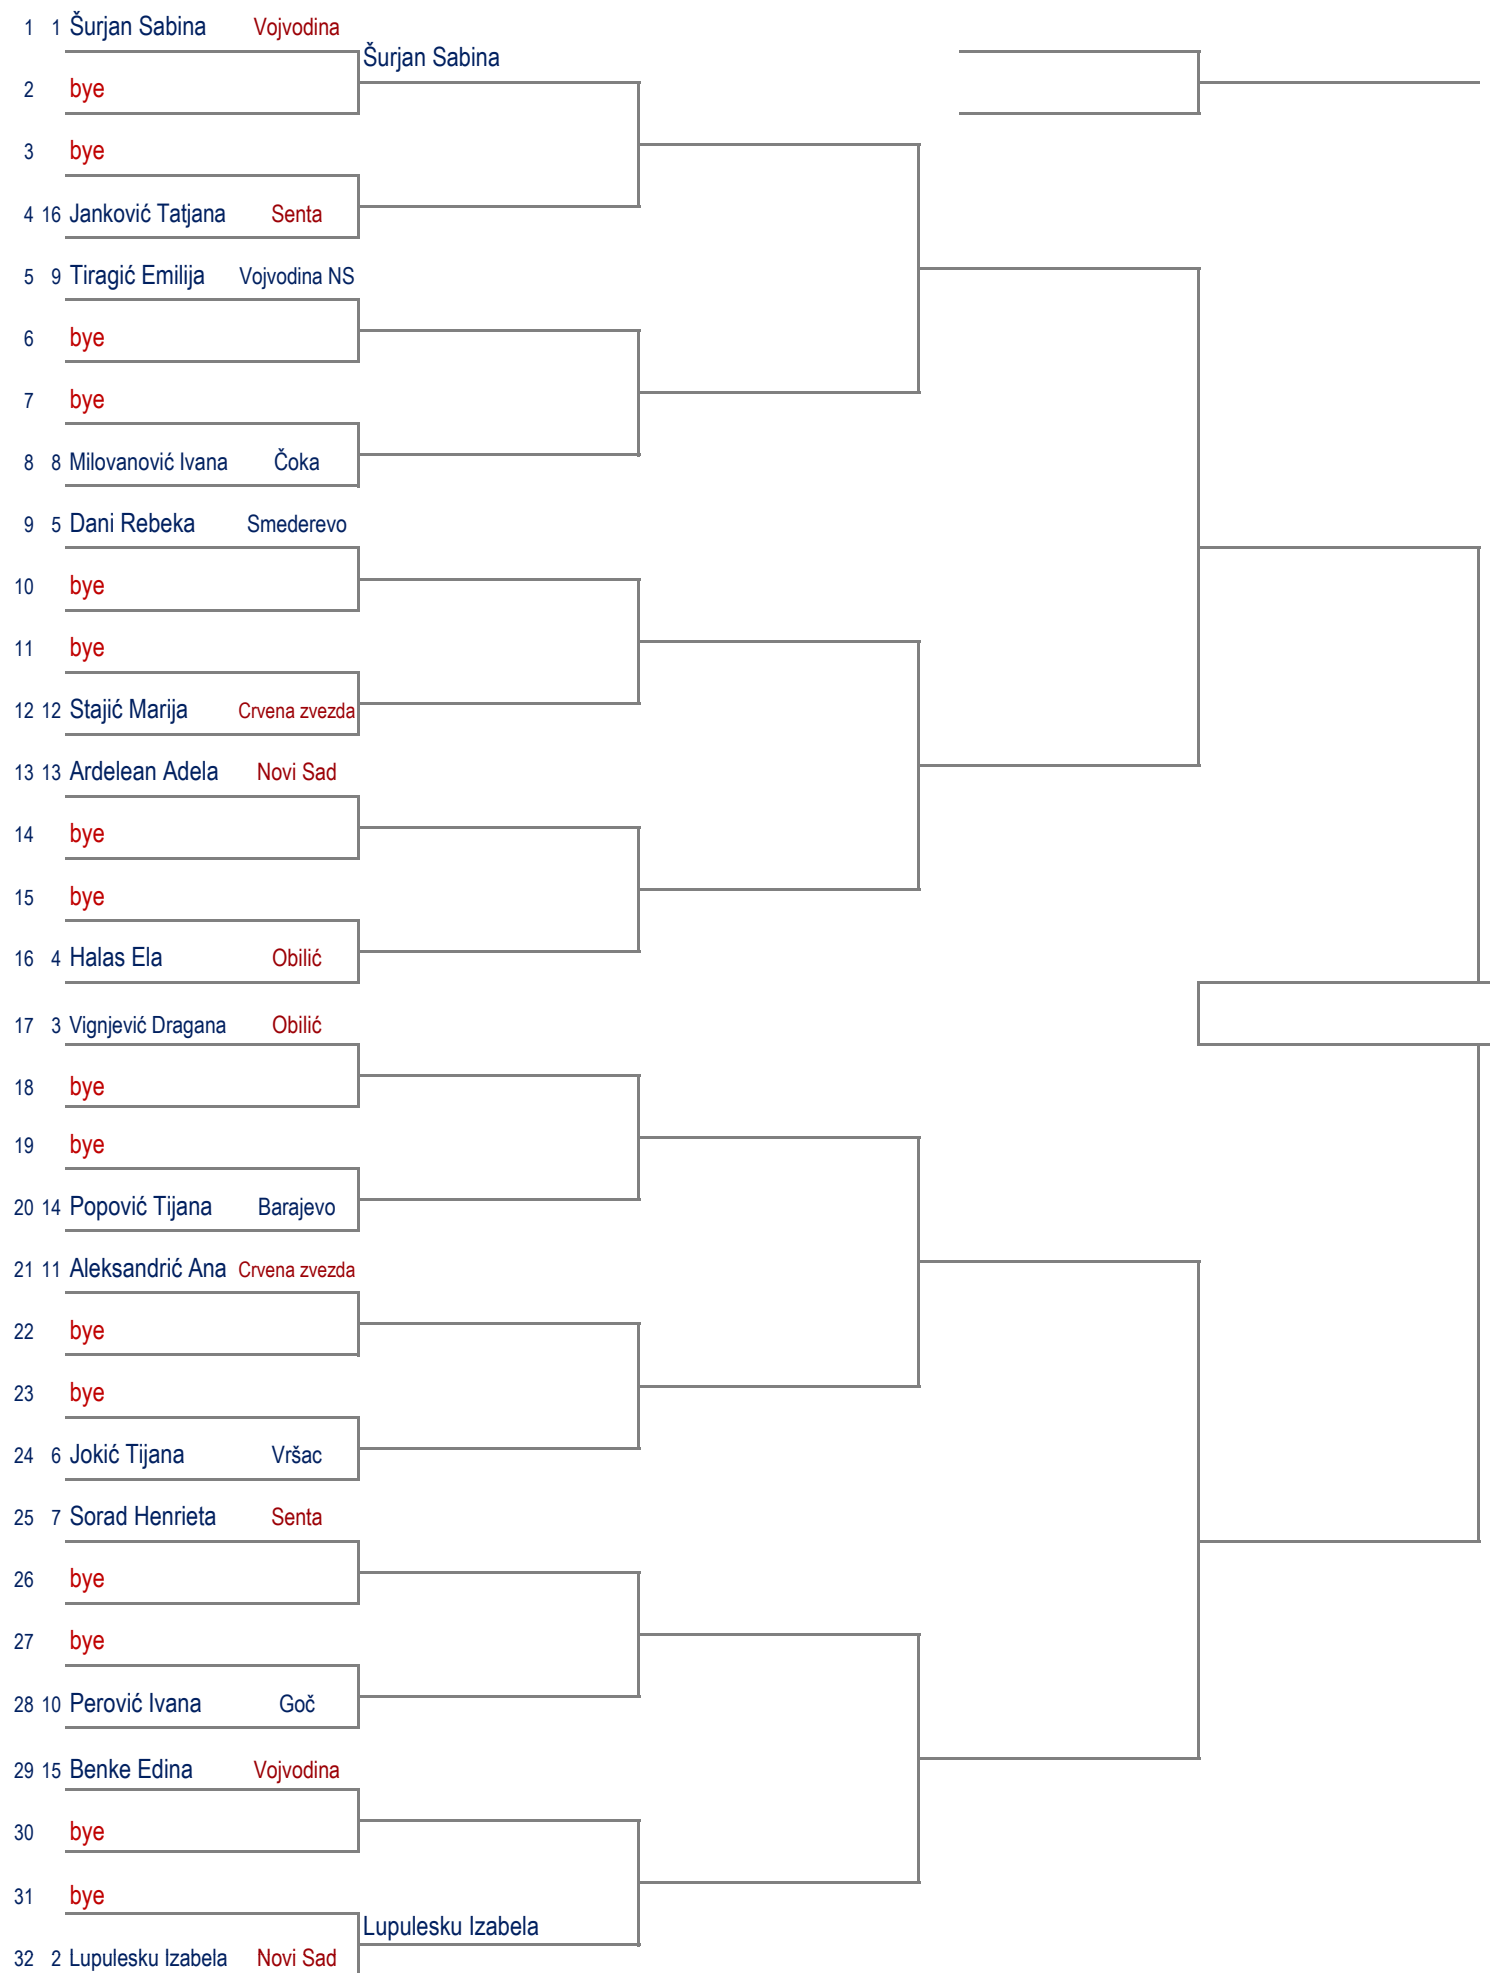 1 1 Šurjan Sabina Vojvodina
Šurjan Sabina
2 bye
3 bye
4 16 Janković Tatjana Senta
5 9 Tiragić Emilija Vojvodina NS
6 bye
7 bye
8 8 Milovanović Ivana Čoka
9 5 Dani Rebeka Smederevo
10 bye
11 bye
12 12 Stajić Marija Crvena zvezda
13 13 Ardelean Adela Novi Sad
14 bye
15 bye
16 4 Halas Ela Obilić
17 3 Vignjević Dragana Obilić
18 bye
19 bye
20 14 Popović Tijana Barajevo
21 11 Aleksandrić Ana Crvena zvezda
22 bye
23 bye
24 6 Jokić Tijana Vršac
25 7 Sorad Henrieta Senta
26 bye
27 bye
28 10 Perović Ivana Goč
29 15 Benke Edina Vojvodina
30 bye
31 bye
Lupulesku Izabela
32 2 Lupulesku Izabela Novi Sad